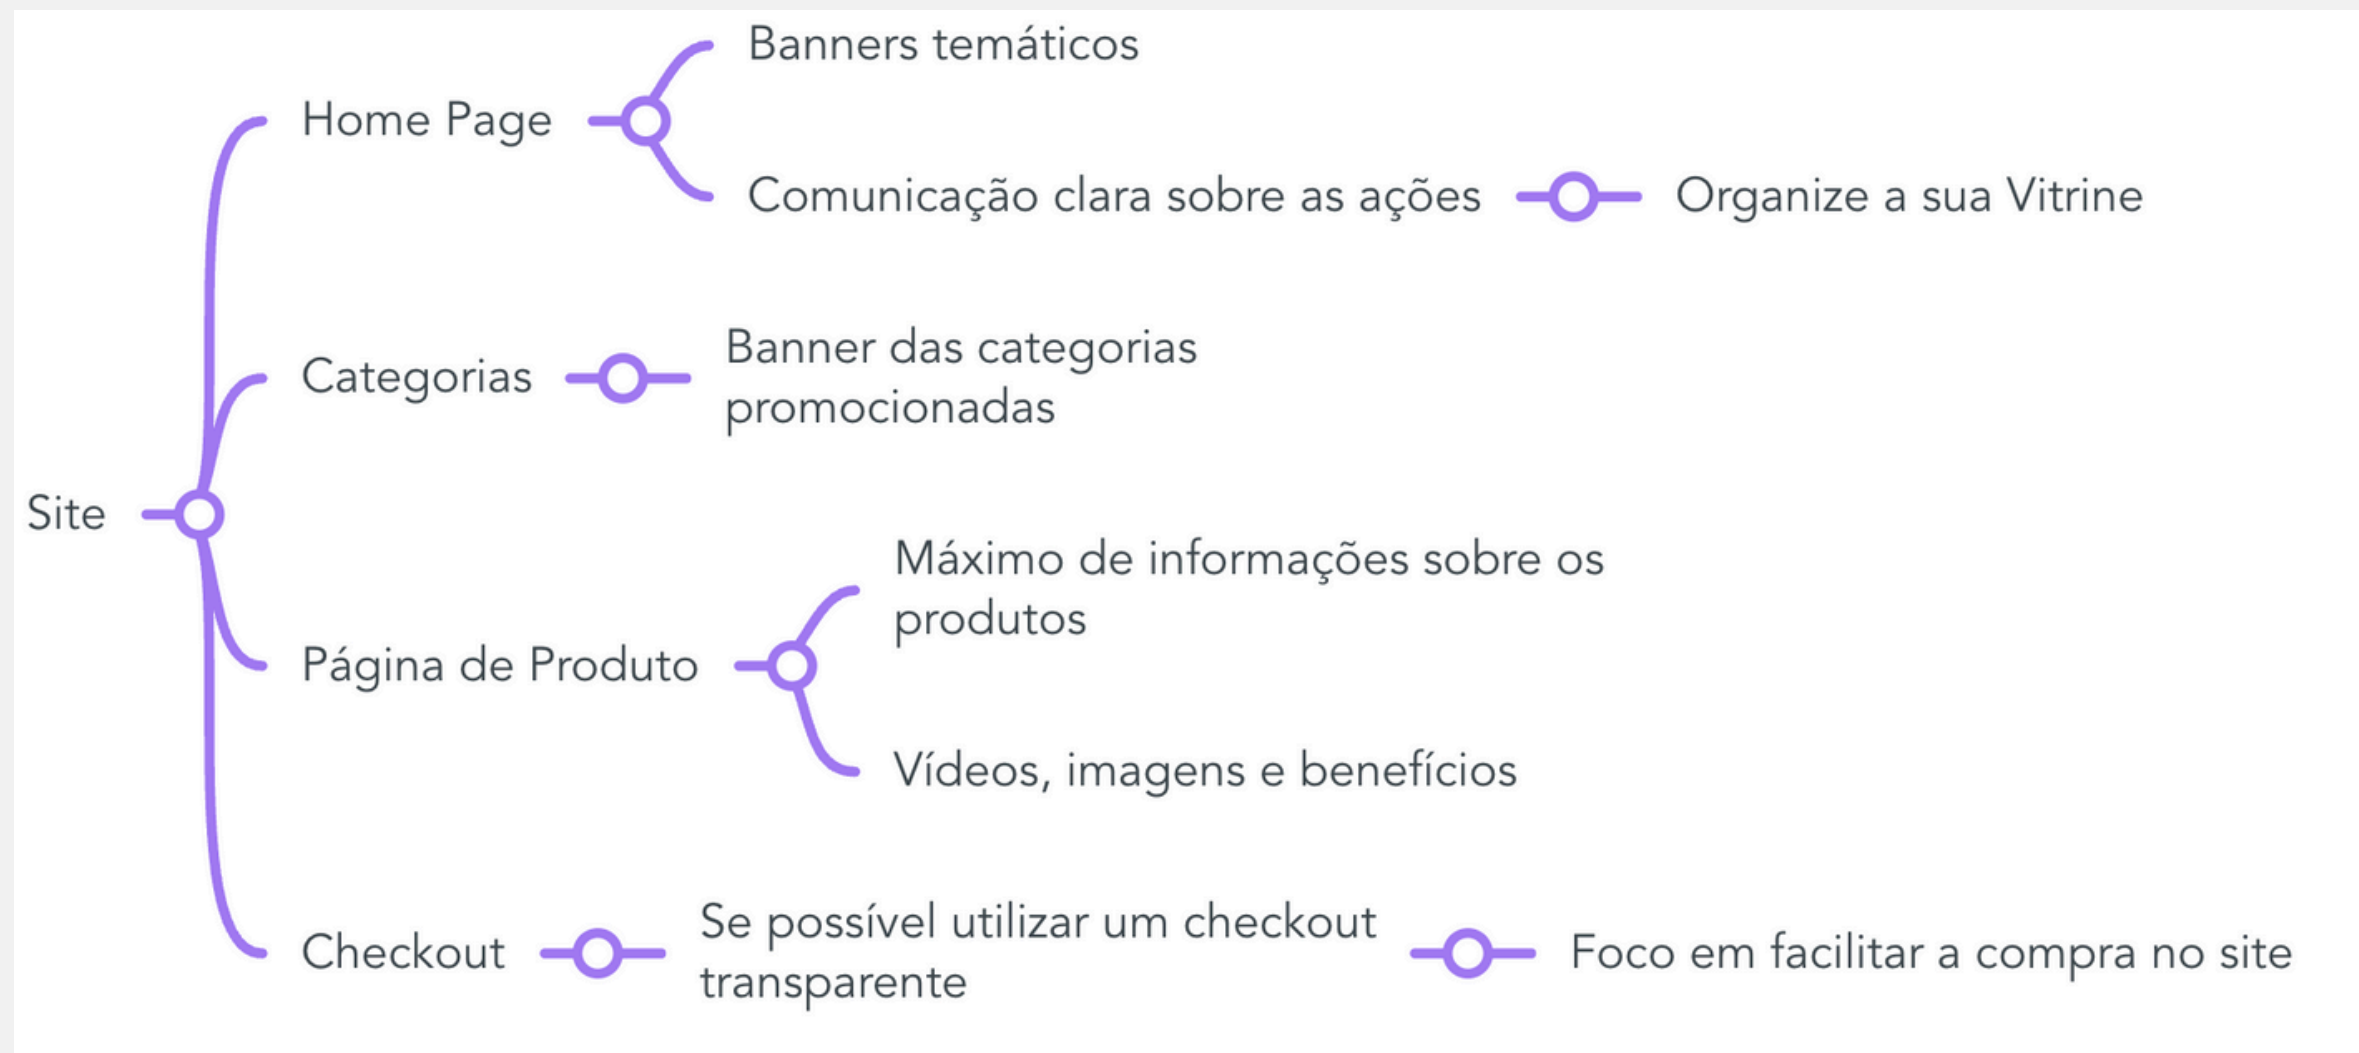 Site
Home Page
Banners temáticos
Comunicação clara sobre as ações
Organize a sua Vitrine
Categorias
Banner das categorias
promocionadas
Página de Produto
Máximo de informações sobre os
produtos
Vídeos, imagens e benefícios
Checkout
Se possível utilizar um checkout
transparente
Foco em facilitar a compra no site